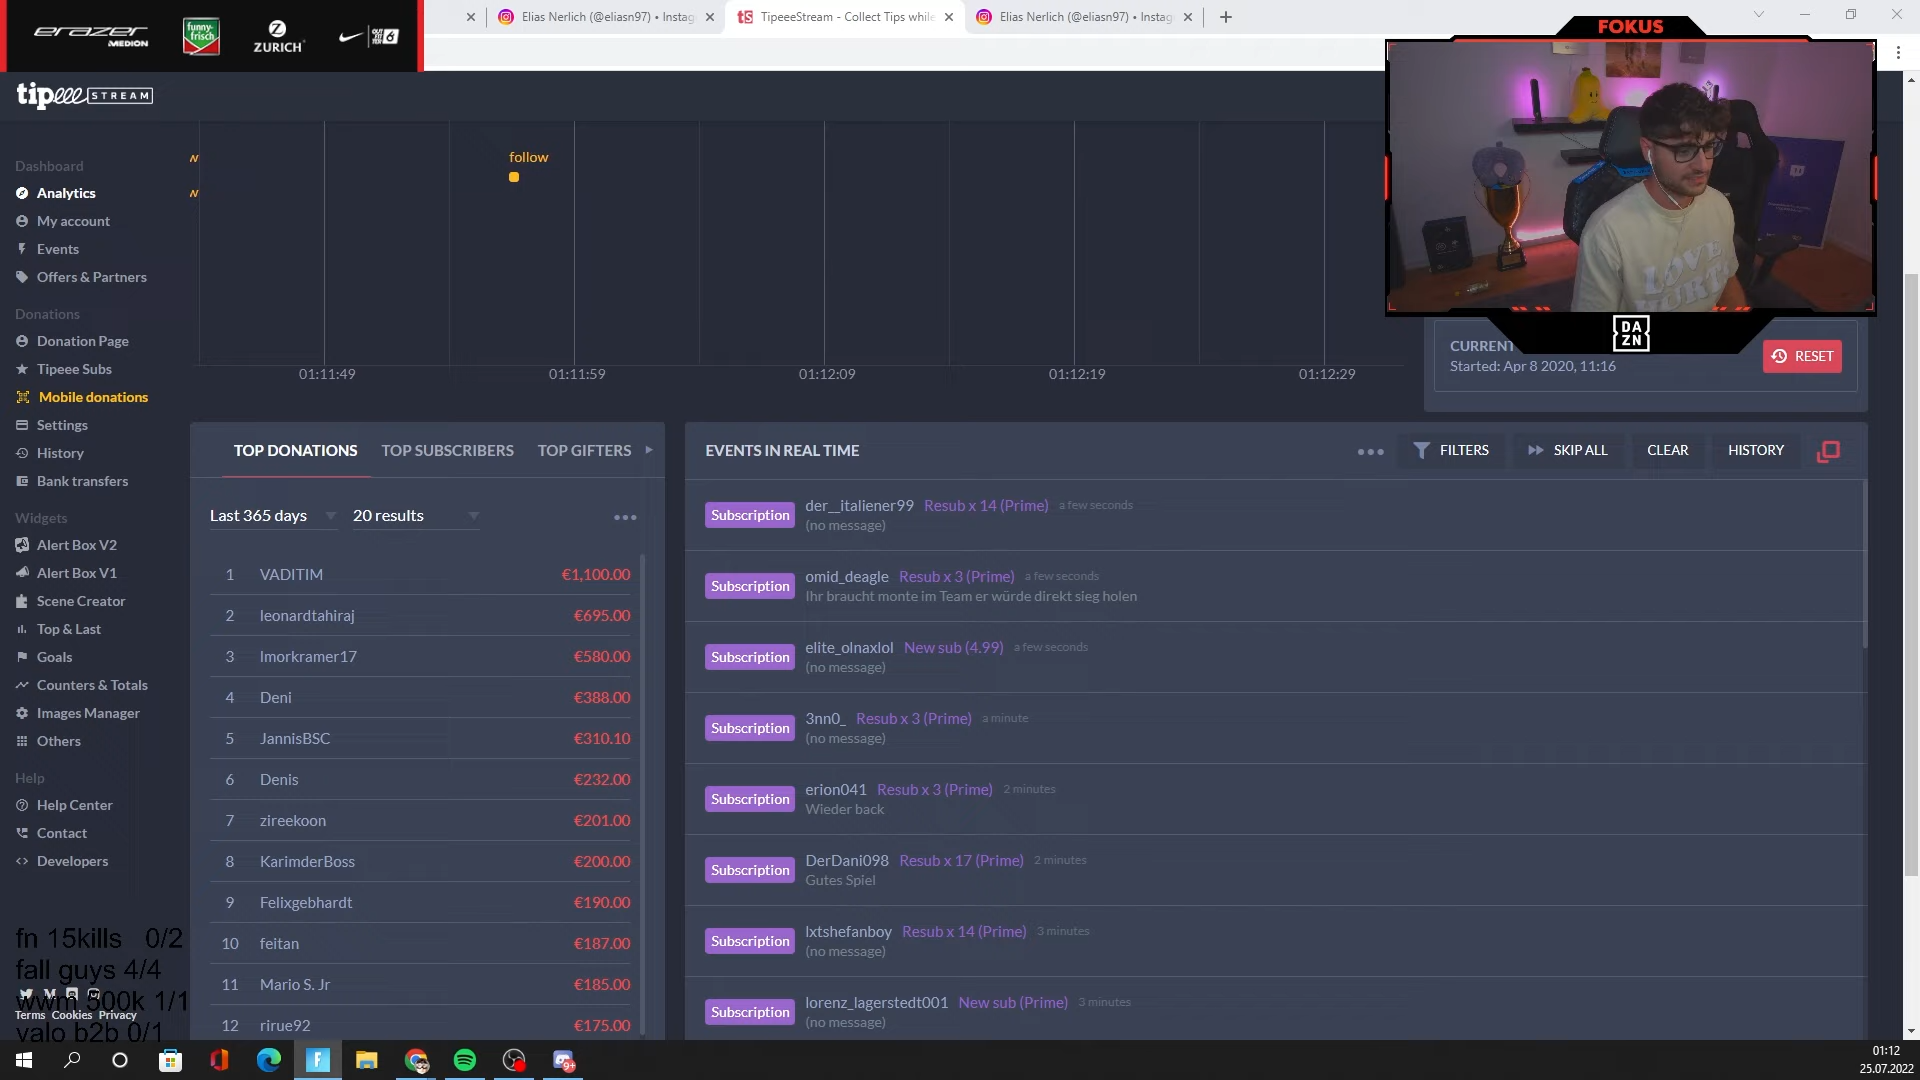 erazer
MEDION
funny-frisch
ZURICH
Elias Nerlich (@eliasn97) • Instag
TipeeeStream - Collect Tips while
Elias Nerlich (@eliasn97) • Instag
FOKUS
tipeee STREAM
LOVE
HURT
DAZN
Dashboard
Analytics
My account
Events
Offers & Partners
Donations
Donation Page
Tipeee Subs
Mobile donations
Settings
History
Bank transfers
Widgets
Alert Box V2
Alert Box V1
Scene Creator
Top & Last
Goals
Counters & Totals
Images Manager
Others
Help
Help Center
Contact
Developers
fn 15kills 0/2
fall guys 4/4
wwm 500k 1/1
Terms Cookies Privacy
valo b2b 0/1
follow
01:11:49 01:11:59 01:12:09 01:12:19 01:12:29
CURRENT
Started: Apr 8 2020, 11:16
RESET
TOP DONATIONS TOP SUBSCRIBERS TOP GIFTERS
Last 365 days 20 results
1 VADITIM €1,100.00
2 leonardtahiraj €695.00
3 lmorkramer17 €580.00
4 Deni €388.00
5 JannisBSC €310.10
6 Denis €232.00
7 zireekoon €201.00
8 KarimderBoss €200.00
9 Felixgebhardt €190.00
10 feitan €187.00
11 Mario S. Jr €185.00
12 rirue92 €175.00
EVENTS IN REAL TIME
FILTERS SKIP ALL CLEAR HISTORY
Subscription der__italiener99 Resub x 14 (Prime) a few seconds
(no message)
Subscription omid_deagle Resub x 3 (Prime) a few seconds
Ihr braucht monte im Team er würde direkt sieg holen
Subscription elite_olnaxlol New sub (4.99) a few seconds
(no message)
Subscription 3nn0_ Resub x 3 (Prime) a minute
(no message)
Subscription erion041 Resub x 3 (Prime) 2 minutes
Wieder back
Subscription DerDani098 Resub x 17 (Prime) 2 minutes
Gutes Spiel
Subscription lxtshefanboy Resub x 14 (Prime) 3 minutes
(no message)
Subscription lorenz_lagerstedt001 New sub (Prime) 3 minutes
(no message)
01:12
25.07.2022